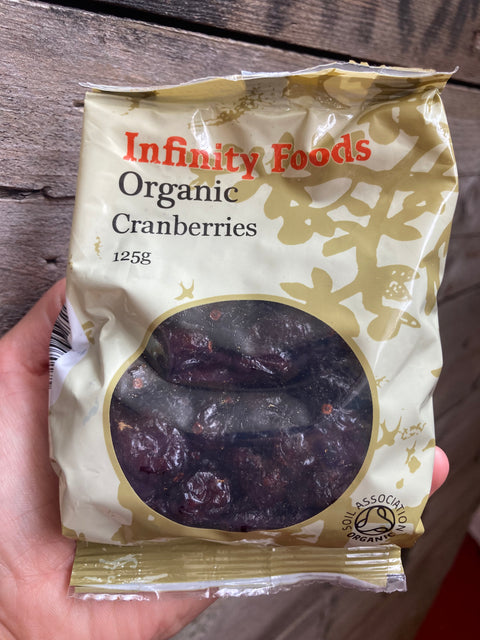 Infinity Foods
Organic
Cranberries
125g
SOIL ASSOCIATION
ORGANIC